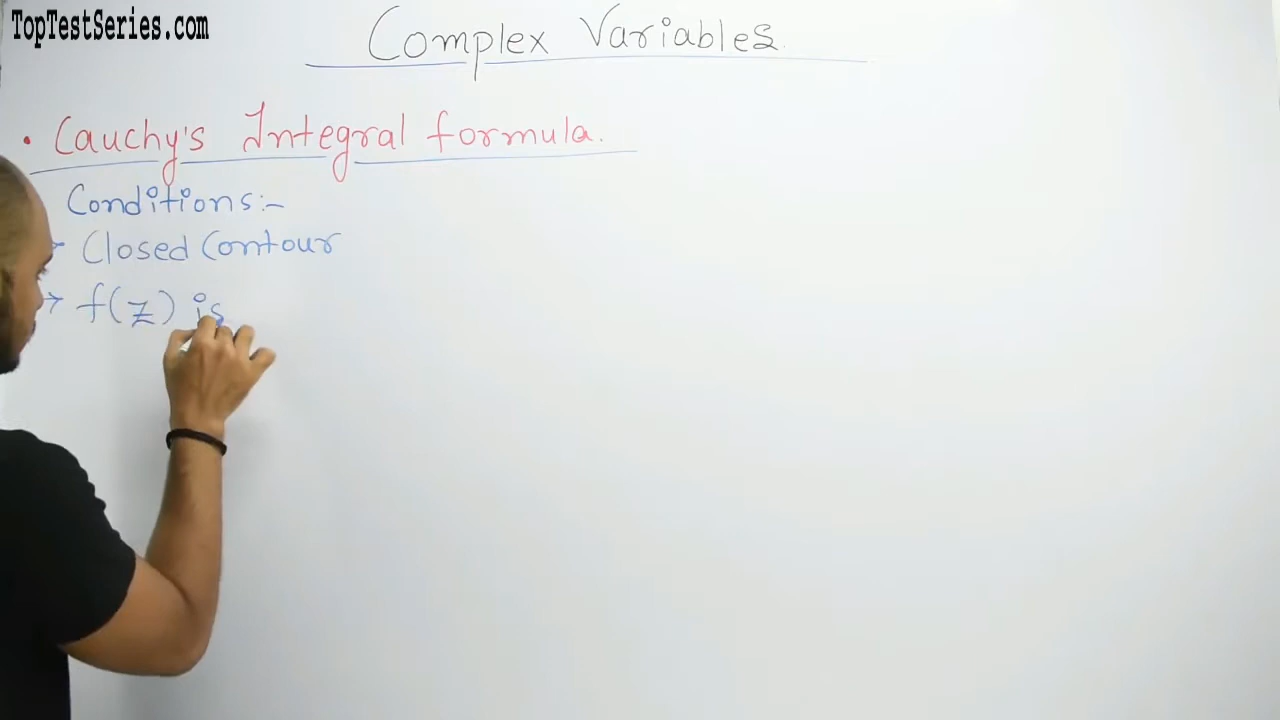 TopTestSeries.com
Complex Variables.
• Cauchy's Integral formula.
Conditions:-
→ Closed Contour
→ f(z) is